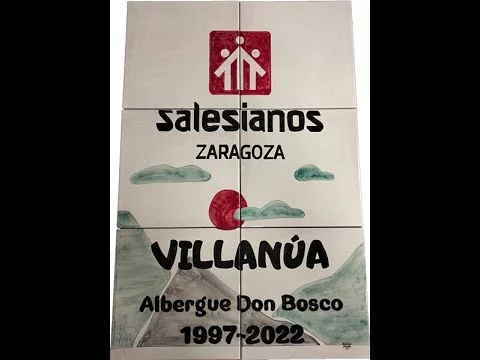 salesianos
ZARAGOZA
VILLANÚA
Albergue Don Bosco
1997-2022